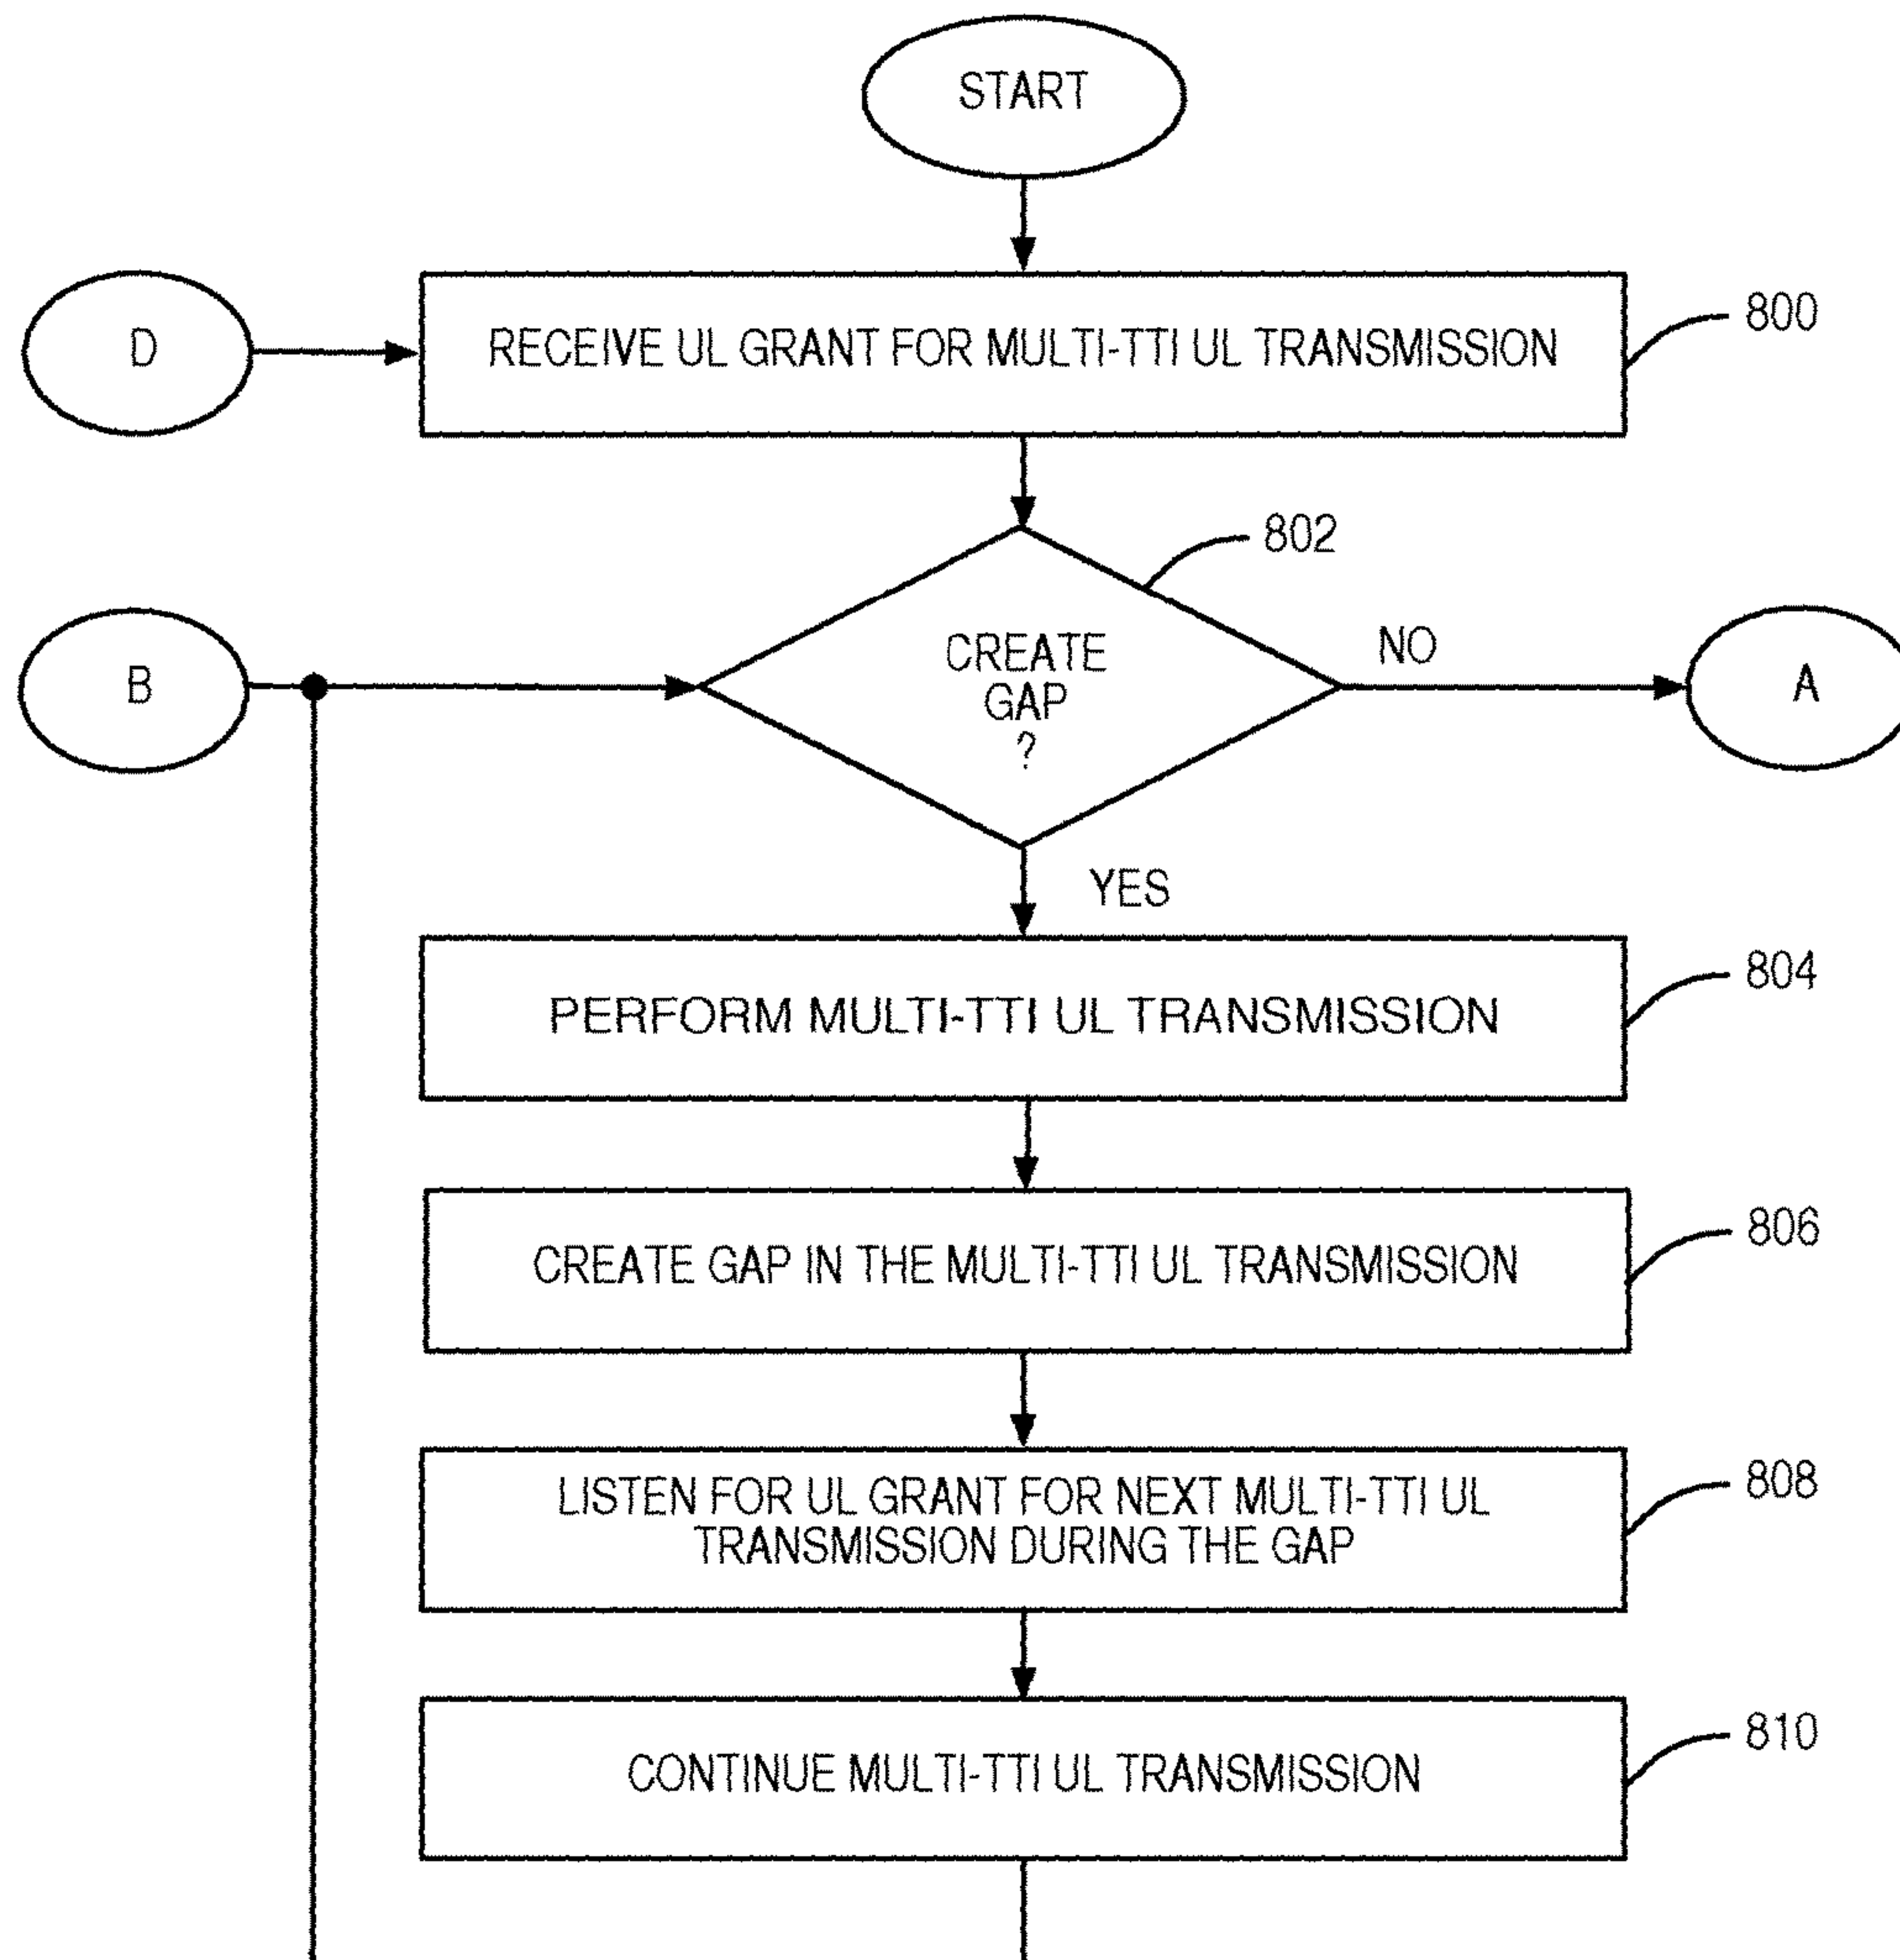 START
D
RECEIVE UL GRANT FOR MULTI-TTI UL TRANSMISSION
800
802
B
CREATE
GAP
?
NO
A
YES
PERFORM MULTI-TTI UL TRANSMISSION
804
CREATE GAP IN THE MULTI-TTI UL TRANSMISSION
806
LISTEN FOR UL GRANT FOR NEXT MULTI-TTI UL
TRANSMISSION DURING THE GAP
808
CONTINUE MULTI-TTI UL TRANSMISSION
810